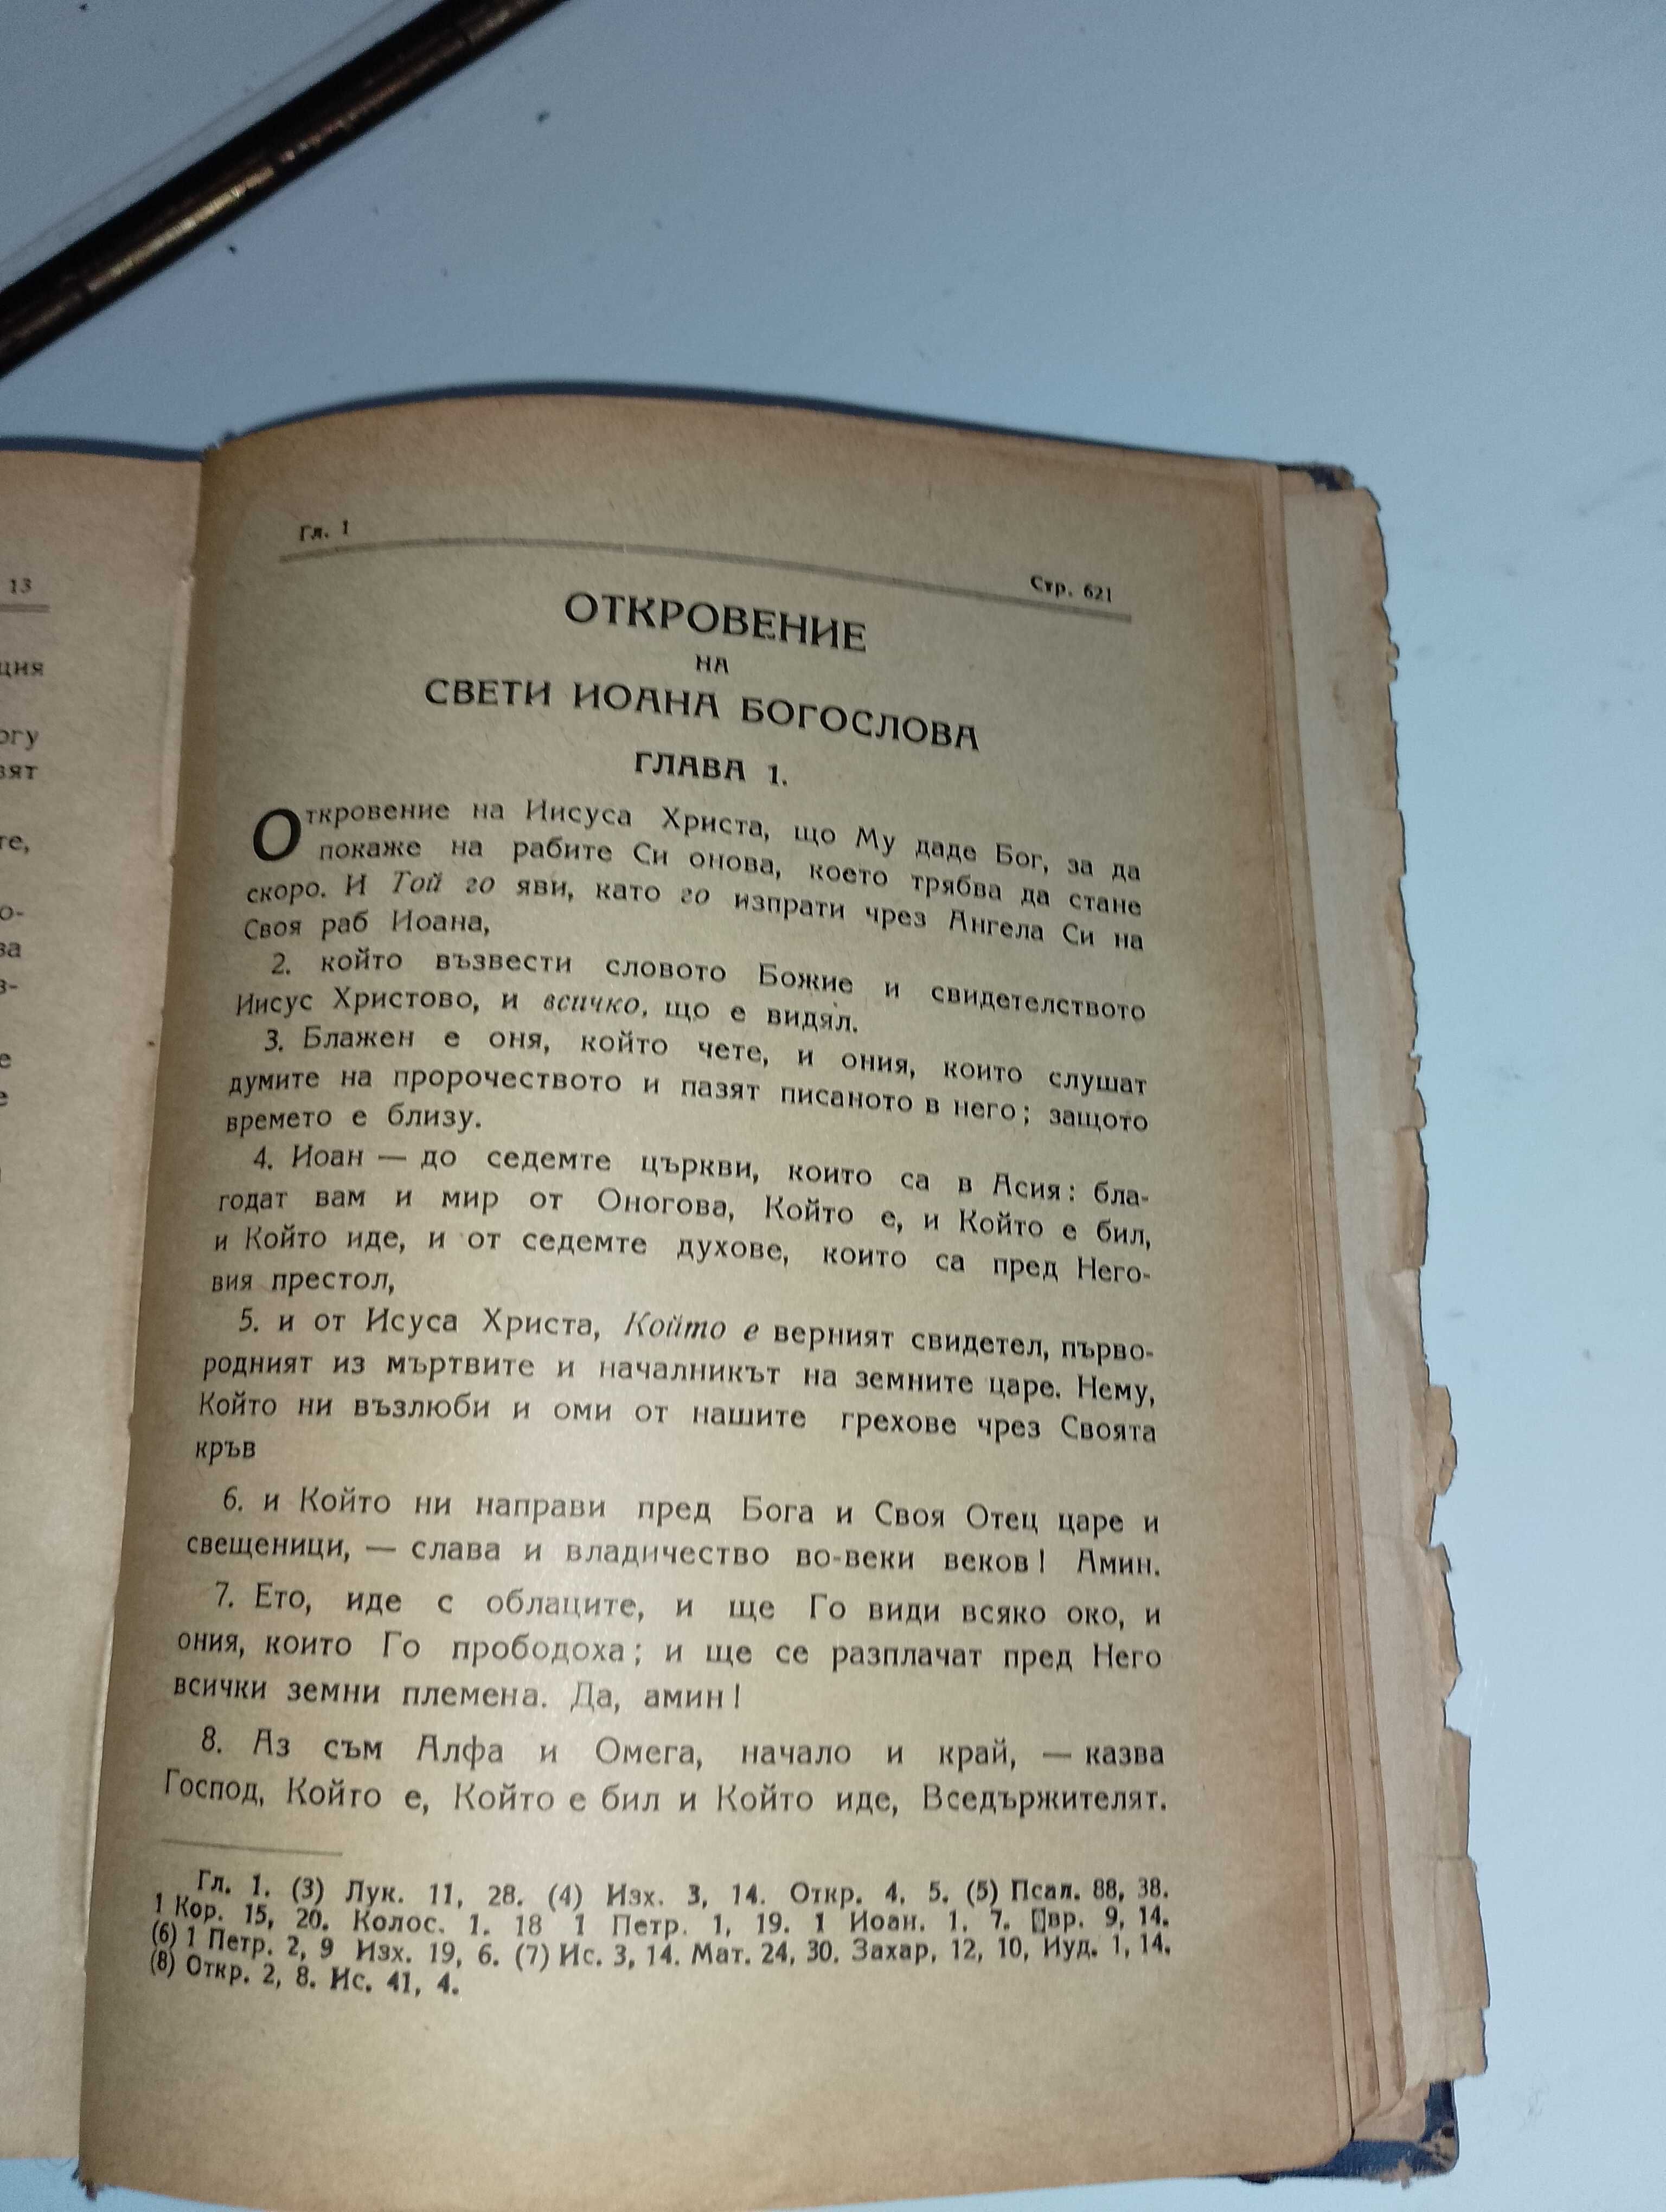 13
ция
огу
вят
те,
о-
ва
в-
е
е
Гл. 1
Стр. 621
ОТКРОВЕНИЕ
НА
СВЕТИ ИОАНА БОГОСЛОВА
ГЛАВА 1.
Откровение на Иисуса Христа, що Му даде Бог, за да
покаже на рабите Си онова, което трябва да стане
скоро. И Той го яви, като го изпрати чрез Ангела Си на
Своя раб Иоана,
2. който възвести словото Божие и свидетелството
Иисус Христово, и всичко, що е видял.
3. Блажен е оня, който чете, и ония, които слушат
думите на пророчеството и пазят писаното в него; защото
времето е близу.
4. Иоан — до седемте църкви, които са в Асия: бла-
годат вам и мир от Оногова, Който е, и Който е бил,
и Който иде, и от седемте духове, които са пред Него-
вия престол,
5. и от Исуса Христа, Който е верният свидетел, първо-
родният из мъртвите и началникът на земните царе. Нему,
Който ни възлюби и оми от нашите грехове чрез Своята
кръв
6. и Който ни направи пред Бога и Своя Отец царе и
свещеници, — слава и владичество во-веки веков! Амин.
7. Ето, иде с облаците, и ще Го види всяко око, и
ония, които Го прободоха; и ще се разплачат пред Него
всички земни племена. Да, амин!
8. Аз съм Алфа и Омега, начало и край, — казва
Господ, Който е, Който е бил и Който иде, Вседържителят.
Гл. 1. (3) Лук. 11, 28. (4) Изх. 3, 14. Откр. 4, 5. (5) Псал. 88, 38.
1 Кор. 15, 20. Колос. 1. 18 1 Петр. 1, 19. 1 Иоан. 1, 7. вр. 9, 14.
(6) 1 Петр. 2, 9 Изх. 19, 6. (7) Ис. 3, 14. Мат. 24, 30. Захар, 12, 10, Иуд. 1, 14.
(8) Откр. 2, 8. Ис. 41, 4.